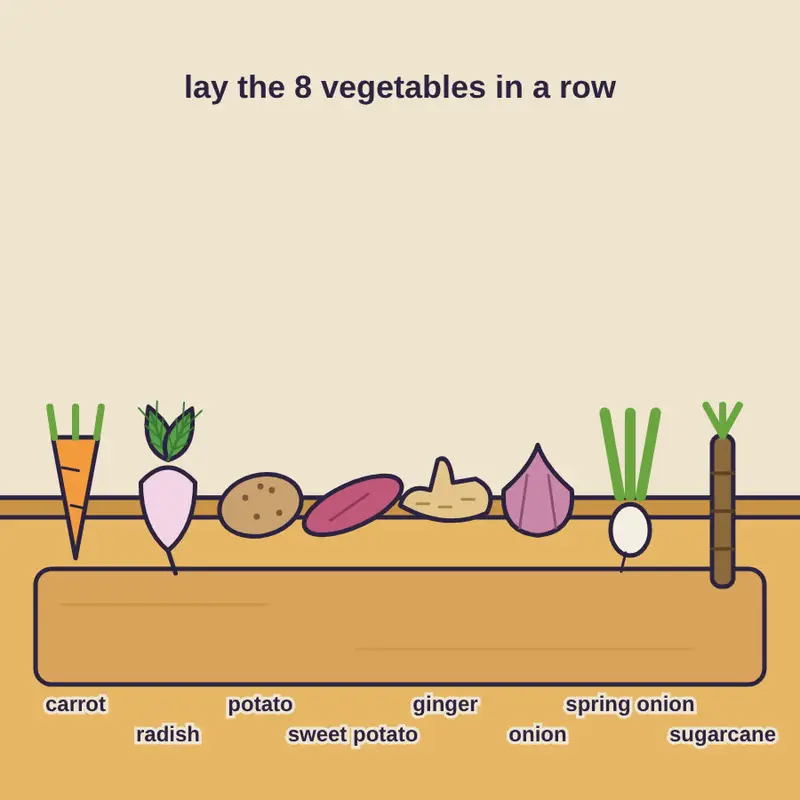 lay the 8 vegetables in a row
carrot
potato
ginger
spring onion
radish
sweet potato
onion
sugarcane